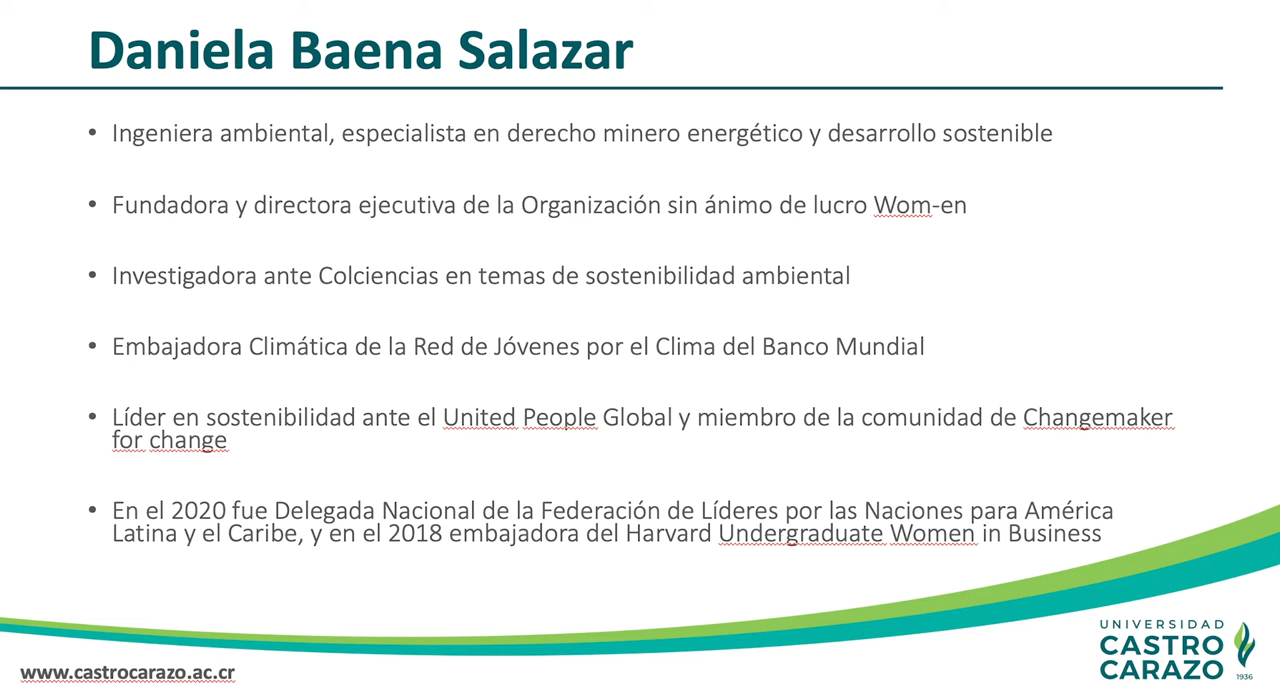 Daniela Baena Salazar
• Ingeniera ambiental, especialista en derecho minero energético y desarrollo sostenible
• Fundadora y directora ejecutiva de la Organización sin ánimo de lucro Wom-en
• Investigadora ante Colciencias en temas de sostenibilidad ambiental
• Embajadora Climática de la Red de Jóvenes por el Clima del Banco Mundial
• Líder en sostenibilidad ante el United People Global y miembro de la comunidad de Changemaker
for change
• En el 2020 fue Delegada Nacional de la Federación de Líderes por las Naciones para América
Latina y el Caribe, y en el 2018 embajadora del Harvard Undergraduate Women in Business
UNIVERSIDAD
CASTRO
CARAZO
1936
www.castrocarazo.ac.cr